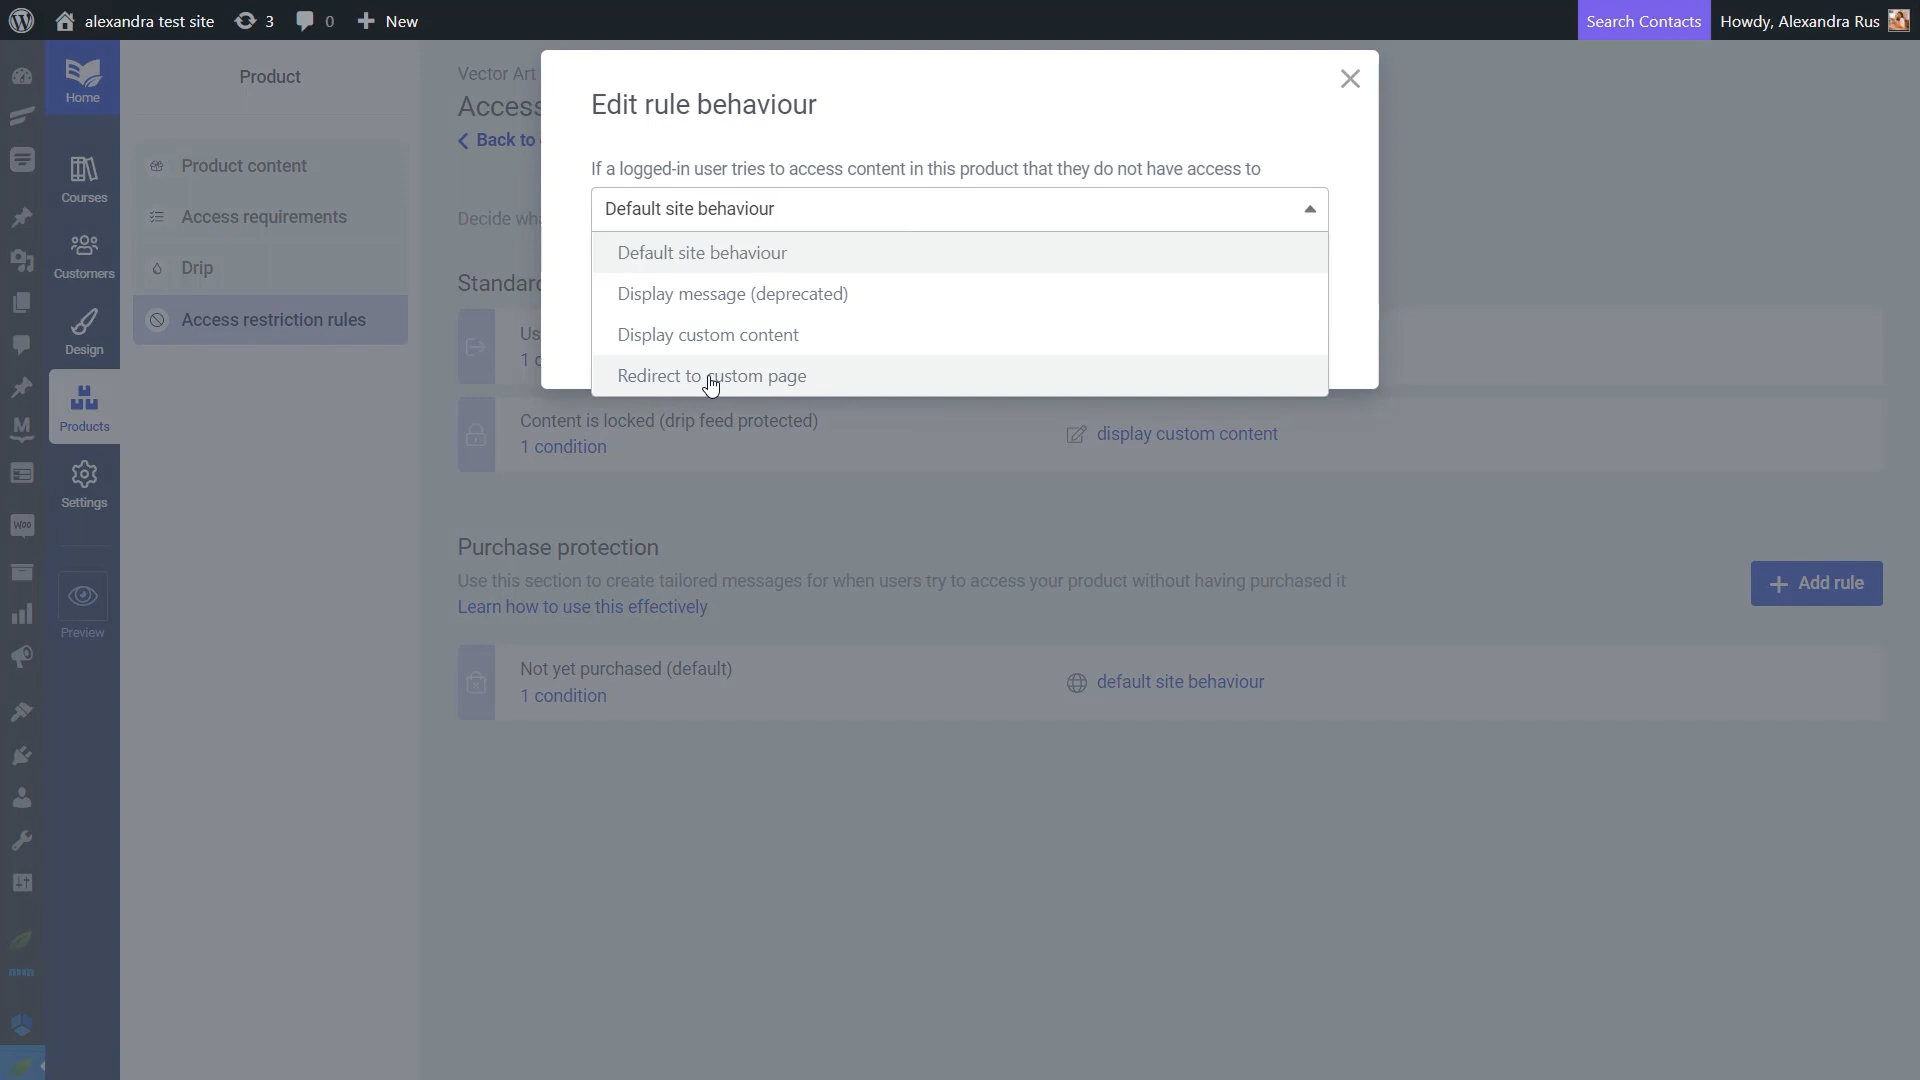 alexandra test site
3
0
New
Search Contacts
Howdy, Alexandra Rus
Home
Courses
Customers
Design
Products
Settings
Preview
Product
Product content
Access requirements
Drip
Access restriction rules
Vector Art
Access
Back to
Edit rule behaviour
If a logged-in user tries to access content in this product that they do not have access to
Default site behaviour
Default site behaviour
Display message (deprecated)
Display custom content
Redirect to custom page
Decide wh
Standard
Us
1 c
Content is locked (drip feed protected)
1 condition
display custom content
Purchase protection
Use this section to create tailored messages for when users try to access your product without having purchased it
Learn how to use this effectively
Add rule
Not yet purchased (default)
1 condition
default site behaviour